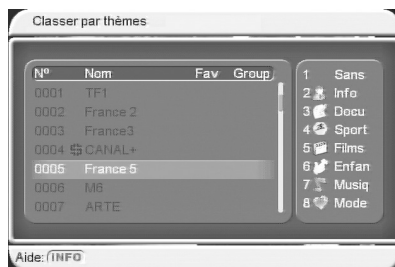 Classer par thèmes
Nº Nom Fav Group
0001 TF1
0002 France 2
0003 France3
0004 $ CANAL+
0005 France 5
0006 M6
0007 ARTE
1 Sans
2 Info
3 Docu
4 Sport
5 Films
6 Enfan
7 Musiq
8 Mode
Aide: INFO